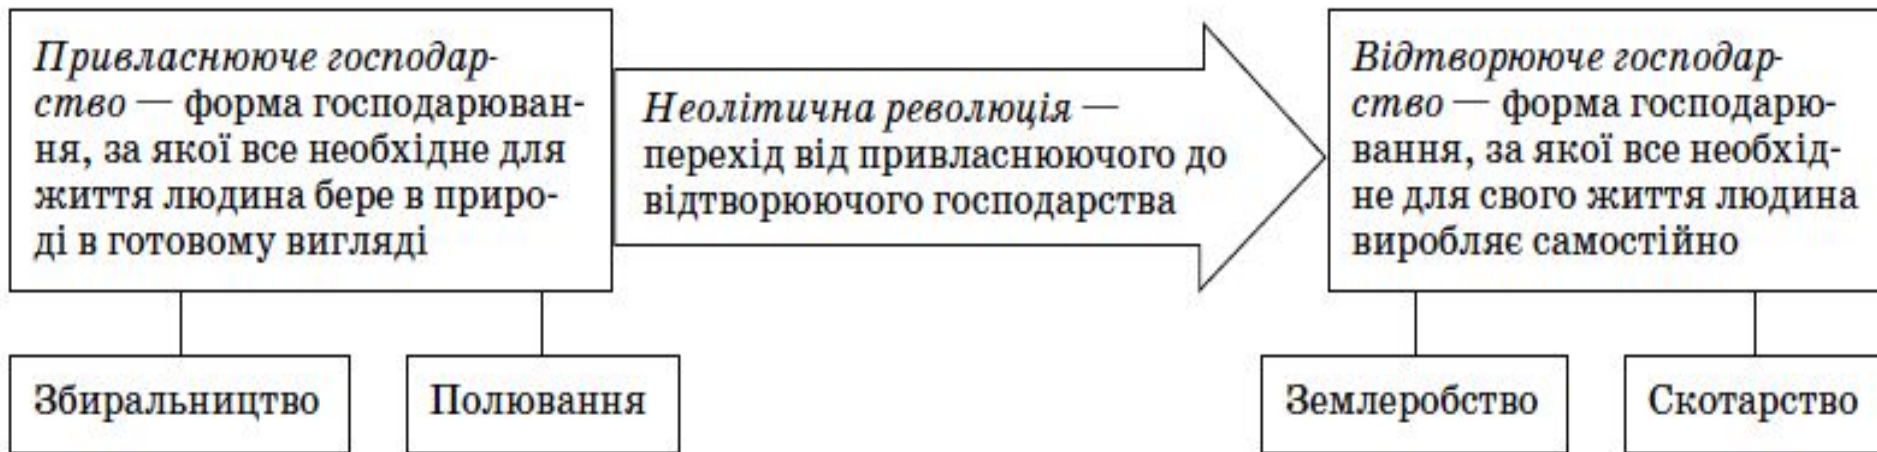 Привласнююче господар-
ство — форма господарюван-
ня, за якої все необхідне для
життя людина бере в приро-
ді в готовому вигляді
Неолітична революція —
перехід від привласнюючого до
відтворюючого господарства
Відтворююче господар-
ство — форма господарю-
вання, за якої все необхід-
не для свого життя людина
виробляє самостійно
Збиральництво
Полювання
Землеробство
Скотарство